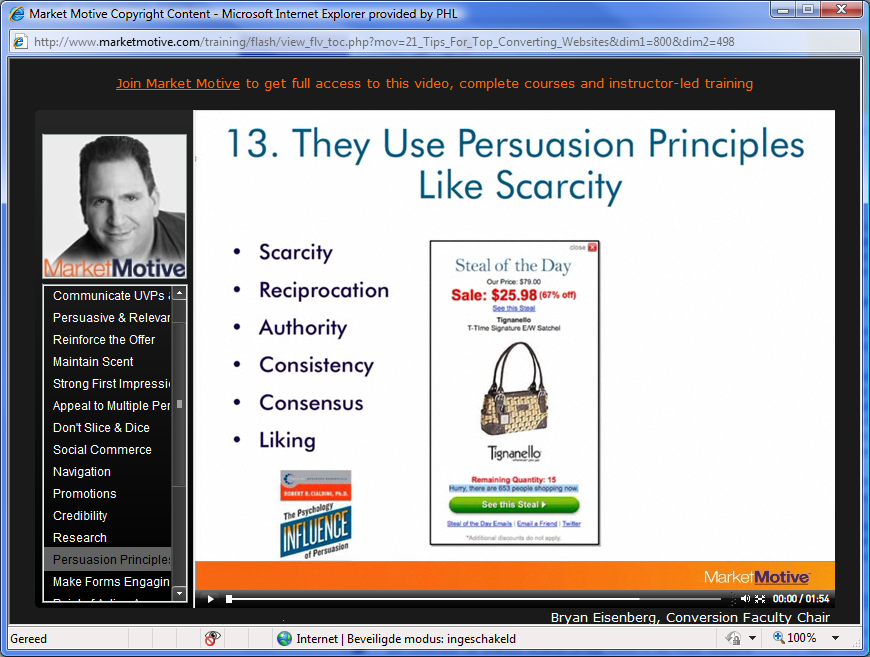 Market Motive Copyright Content - Microsoft Internet Explorer provided by PHL
http://www.marketmotive.com/training/flash/view_flv_toc.php?mov=21_Tips_For_Top_Converting_Websites&dim1=800&dim2=498
Join Market Motive to get full access to this video, complete courses and instructor-led training
MarketMotive
Communicate UVPs
Persuasive & Relevan
Reinforce the Offer
Maintain Scent
Strong First Impressi
Appeal to Multiple Per
Don't Slice & Dice
Social Commerce
Navigation
Promotions
Credibility
Research
Persuasion Principles
Make Forms Engagin
13. They Use Persuasion Principles
Like Scarcity
• Scarcity
• Reciprocation
• Authority
• Consistency
• Consensus
• Liking
ROBERT B. CIALDINI, PH.D.
The Psychology
INFLUENCE
of Persuasion
close
Steal of the Day
Our Price: $79.00
Sale: $25.98 (67% off)
See this Steal
Tignanello
T-Time Signature E/W Satchel
Tignanello
Remaining Quantity: 15
Hurry, there are 653 people shopping now.
See this Steal
Steal of the Day Emails | Email a Friend | Twitter
*Additional discounts do not apply.
MarketMotive
00:00 / 01:54
Bryan Eisenberg, Conversion Faculty Chair
Gereed
Internet | Beveiligde modus: ingeschakeld
100%